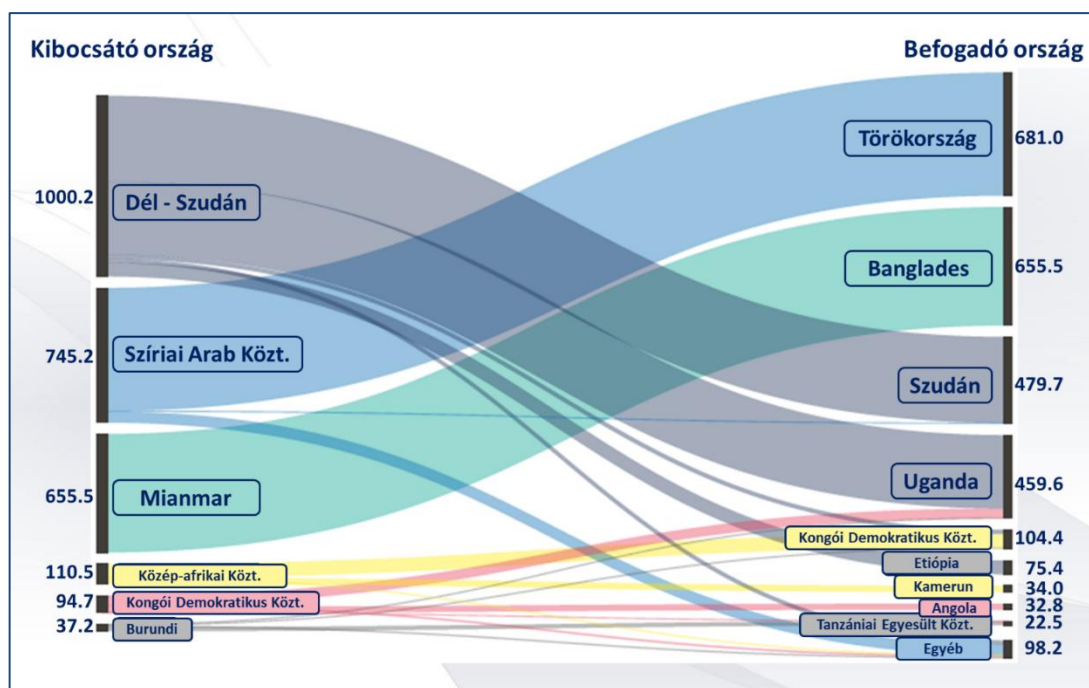 Kibocsátó ország
Befogadó ország
1000.2
Dél - Szudán
745.2
Szíriai Arab Közt.
655.5
Mianmar
110.5
Közép-afrikai Közt.
94.7
Kongói Demokratikus Közt.
37.2
Burundi
Törökország
681.0
Banglades
655.5
Szudán
479.7
Uganda
459.6
Kongói Demokratikus Közt.
104.4
Etiópia
75.4
Kamerun
34.0
Angola
32.8
Tanzániai Egyesült Közt.
22.5
Egyéb
98.2